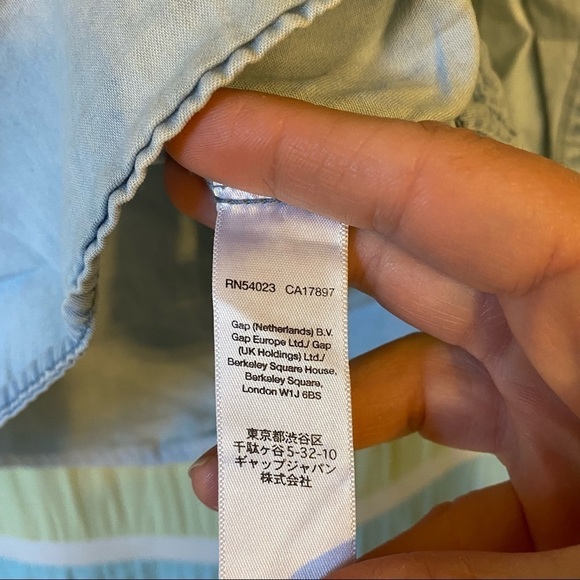 RN54023 CA17897
Gap (Netherlands) B.V.
Gap Europe Ltd./ Gap
(UK Holdings) Ltd./
Berkeley Square House,
Berkeley Square,
London W1J 6BS
東京都渋谷区
千駄ケ谷5-32-10
ギャップジャパン
株式会社